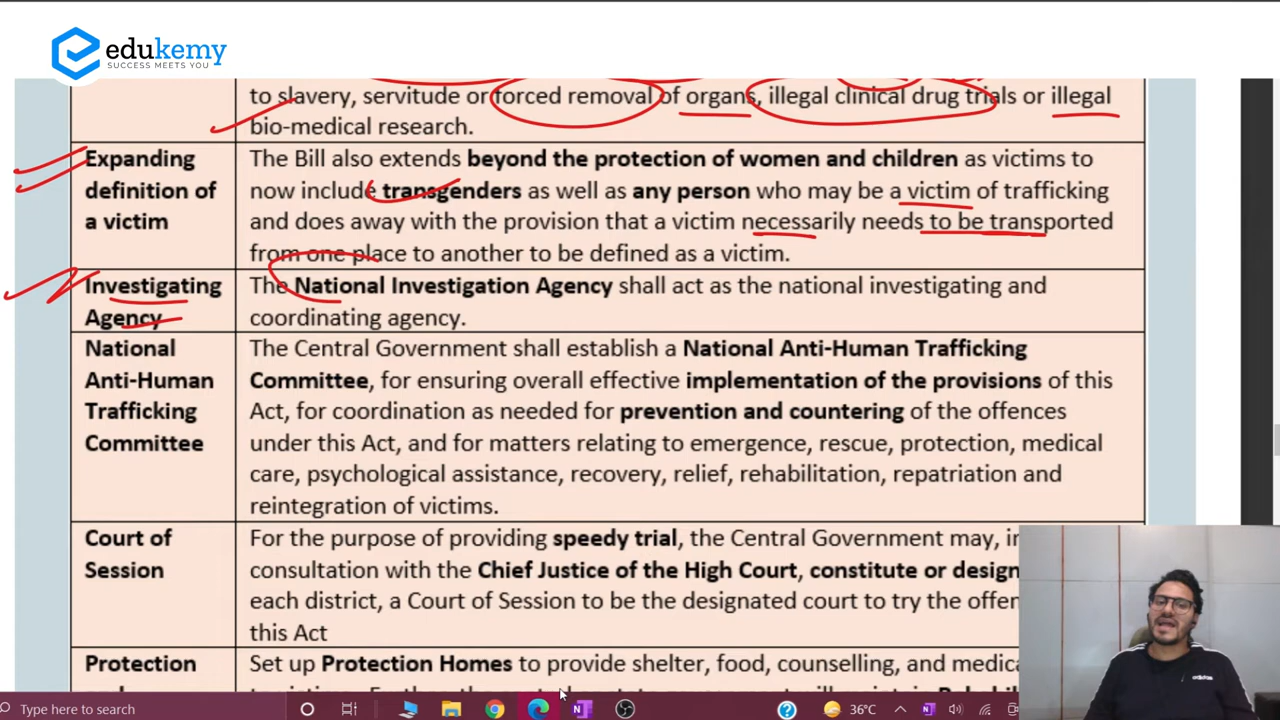 edukemy
SUCCESS MEETS YOU
to slavery, servitude or forced removal of organs, illegal clinical drug trials or illegal
bio-medical research.
Expanding
definition of
a victim
The Bill also extends beyond the protection of women and children as victims to
now include transgenders as well as any person who may be a victim of trafficking
and does away with the provision that a victim necessarily needs to be transported
from one place to another to be defined as a victim.
Investigating
Agency
The National Investigation Agency shall act as the national investigating and
coordinating agency.
National
Anti-Human
Trafficking
Committee
The Central Government shall establish a National Anti-Human Trafficking
Committee, for ensuring overall effective implementation of the provisions of this
Act, for coordination as needed for prevention and countering of the offences
under this Act, and for matters relating to emergence, rescue, protection, medical
care, psychological assistance, recovery, relief, rehabilitation, repatriation and
reintegration of victims.
Court of
Session
For the purpose of providing speedy trial, the Central Government may, in
consultation with the Chief Justice of the High Court, constitute or design
each district, a Court of Session to be the designated court to try the offen
this Act
Protection
Set up Protection Homes to provide shelter, food, counselling, and medica
Type here to search
36°C